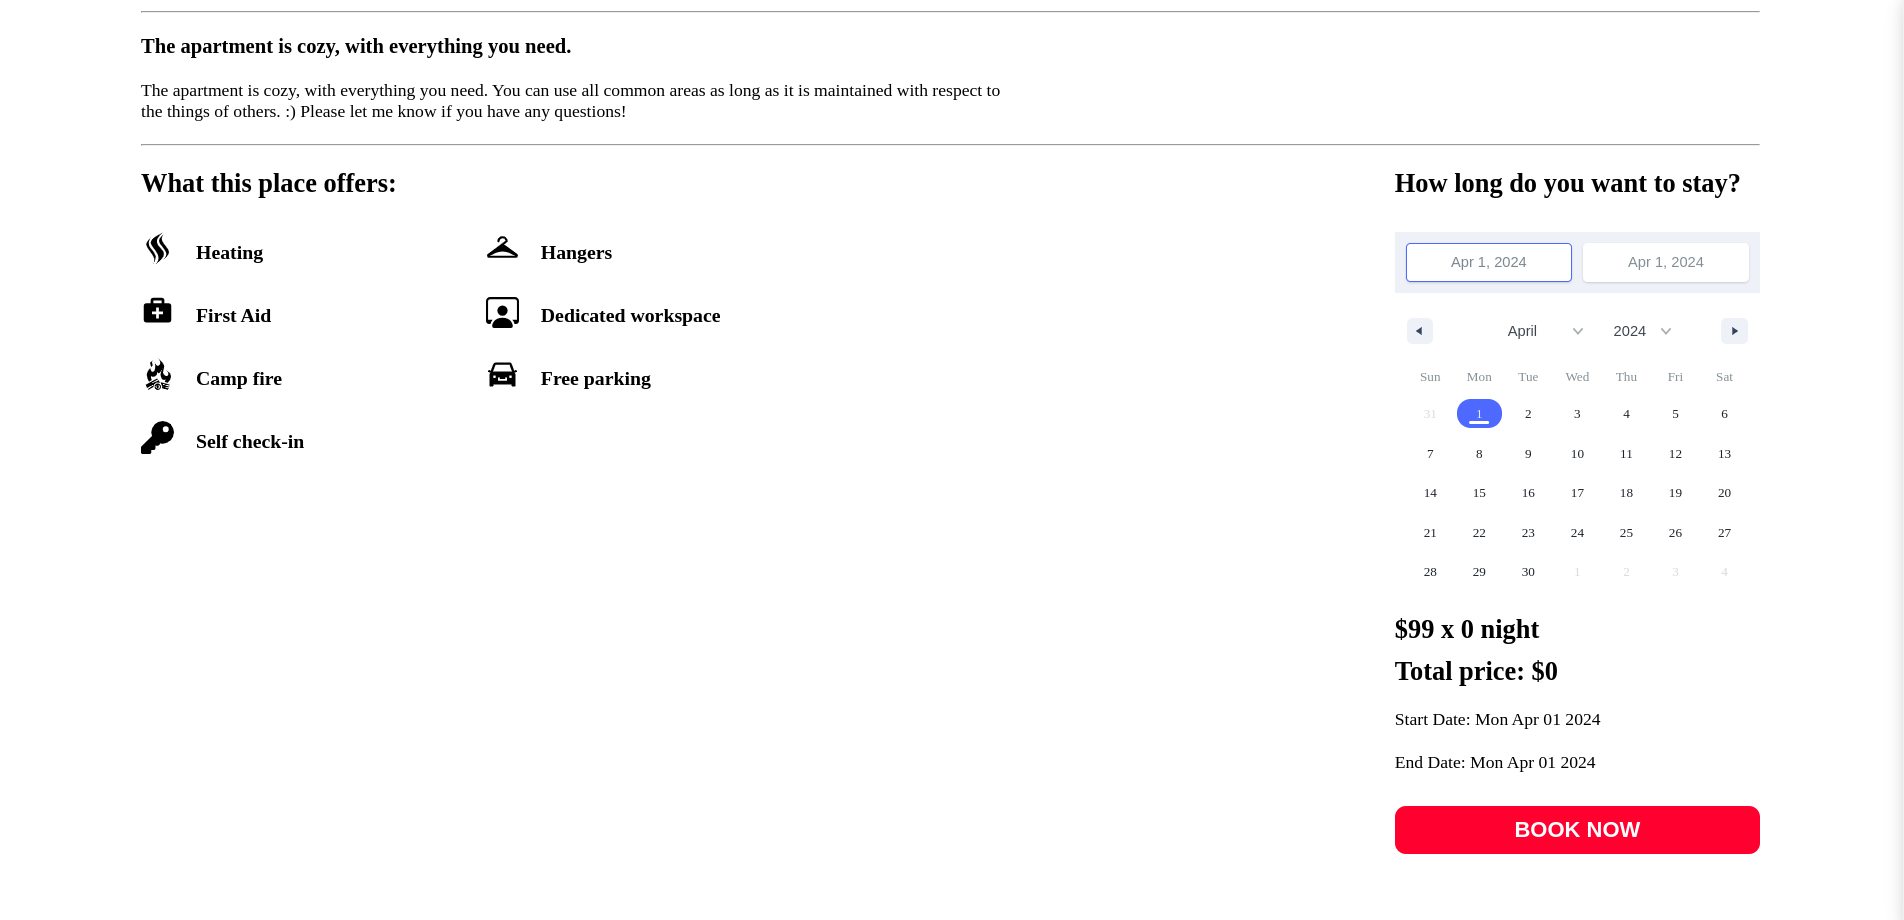 The apartment is cozy, with everything you need.
The apartment is cozy, with everything you need. You can use all common areas as long as it is maintained with respect to
the things of others. :) Please let me know if you have any questions!
What this place offers:
Heating
Hangers
First Aid
Dedicated workspace
Camp fire
Free parking
Self check-in
How long do you want to stay?
Apr 1, 2024 Apr 1, 2024
April 2024
Sun Mon Tue Wed Thu Fri Sat
31 1 2 3 4 5 6
7 8 9 10 11 12 13
14 15 16 17 18 19 20
21 22 23 24 25 26 27
28 29 30 1 2 3 4
$99 x 0 night
Total price: $0
Start Date: Mon Apr 01 2024
End Date: Mon Apr 01 2024
BOOK NOW